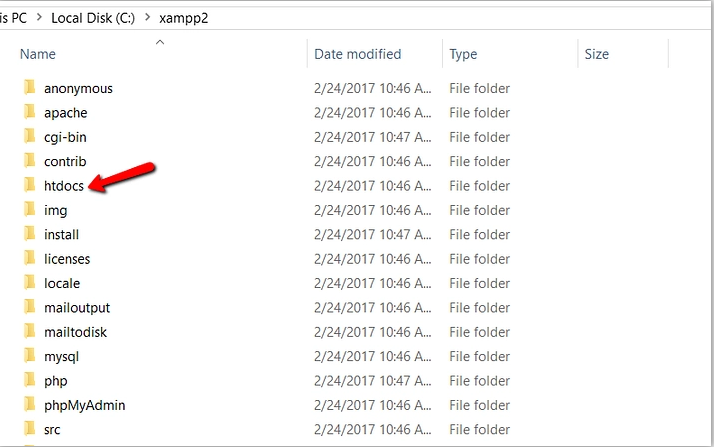 is PC > Local Disk (C:) > xampp2
Name Date modified Type Size
anonymous 2/24/2017 10:46 A... File folder
apache 2/24/2017 10:46 A... File folder
cgi-bin 2/24/2017 10:47 A... File folder
contrib 2/24/2017 10:46 A... File folder
htdocs 2/24/2017 10:46 A... File folder
img 2/24/2017 10:46 A... File folder
install 2/24/2017 10:47 A... File folder
licenses 2/24/2017 10:46 A... File folder
locale 2/24/2017 10:46 A... File folder
mailoutput 2/24/2017 10:46 A... File folder
mailtodisk 2/24/2017 10:46 A... File folder
mysql 2/24/2017 10:46 A... File folder
php 2/24/2017 10:47 A... File folder
phpMyAdmin 2/24/2017 10:46 A... File folder
src 2/24/2017 10:46 A... File folder